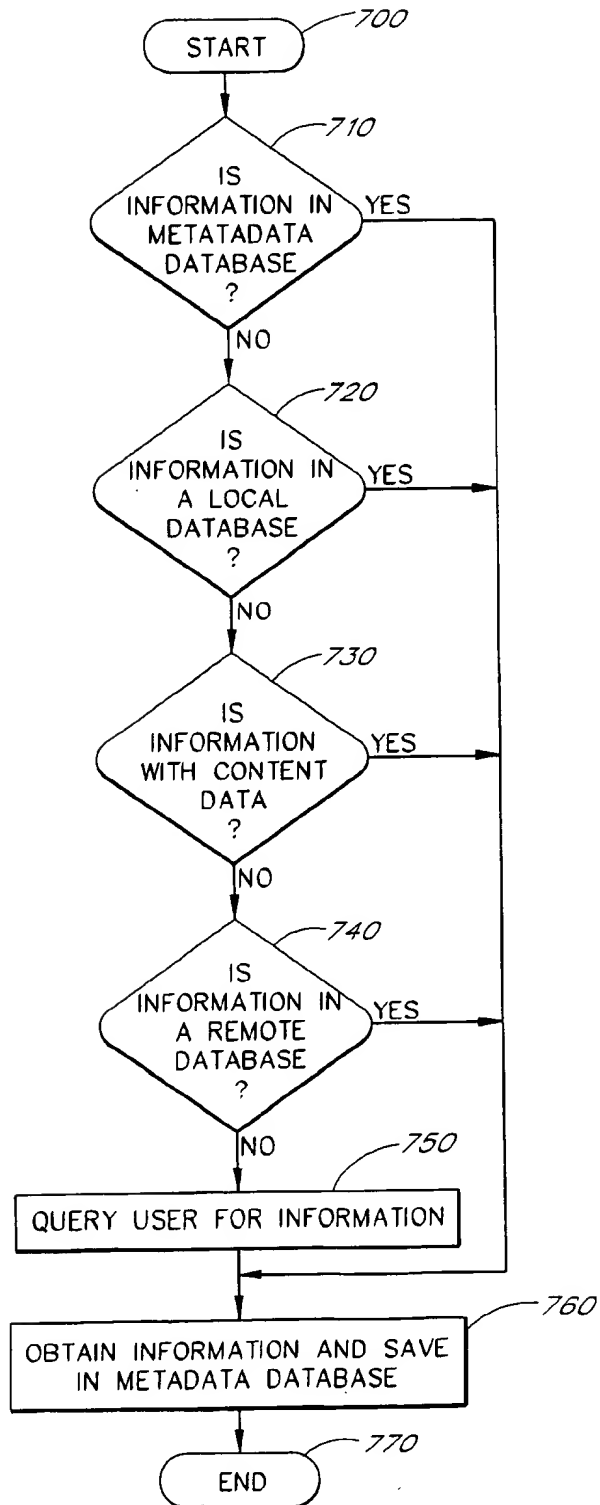 700
START
710
IS
INFORMATION IN
METATADATA
DATABASE
?
YES
NO
720
IS
INFORMATION IN
A LOCAL
DATABASE
?
YES
NO
730
IS
INFORMATION
WITH CONTENT
DATA
?
YES
NO
740
IS
INFORMATION IN
A REMOTE
DATABASE
?
YES
NO
750
QUERY USER FOR INFORMATION
760
OBTAIN INFORMATION AND SAVE
IN METADATA DATABASE
770
END